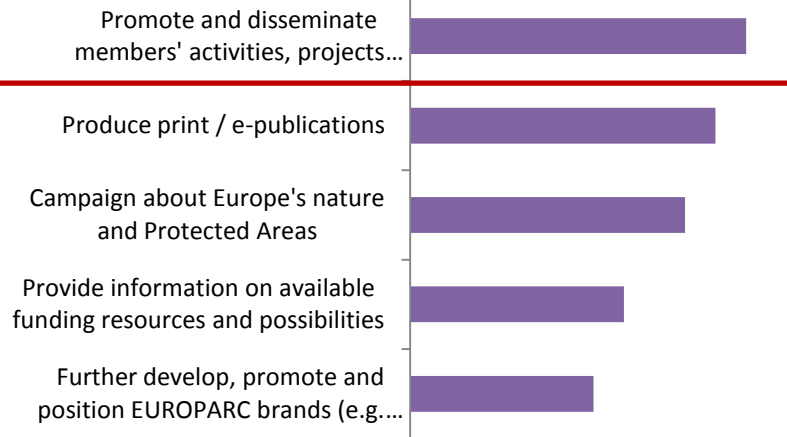 Promote and disseminate
members' activities, projects…
Produce print / e-publications
Campaign about Europe's nature
and Protected Areas
Provide information on available
funding resources and possibilities
Further develop, promote and
position EUROPARC brands (e.g.…